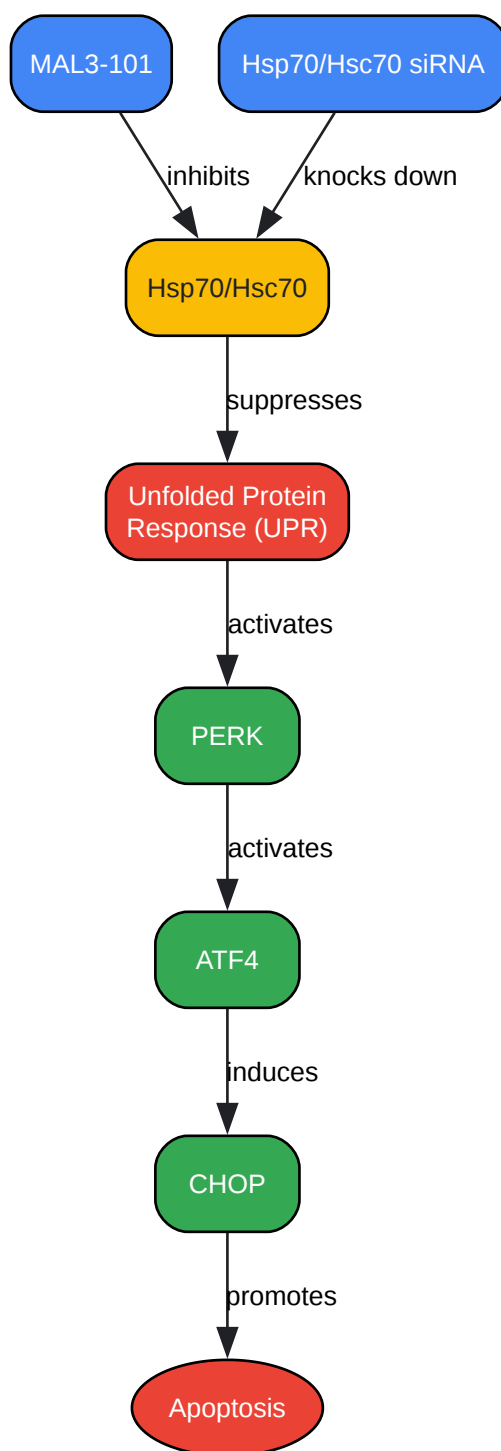 MAL3-101
Hsp70/Hsc70 siRNA
inhibits
knocks down
Hsp70/Hsc70
suppresses
Unfolded Protein
Response (UPR)
activates
PERK
activates
ATF4
induces
CHOP
promotes
Apoptosis